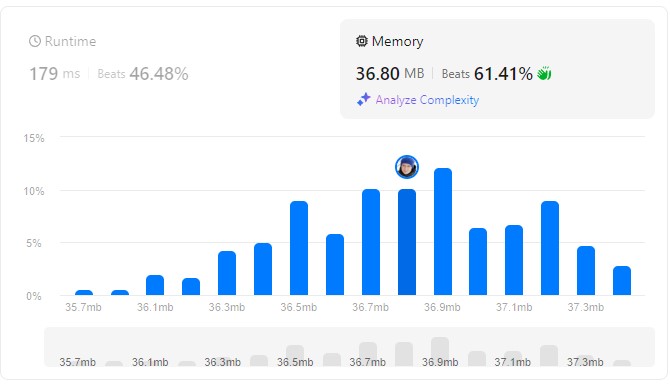 Runtime
Memory
179 ms Beats 46.48%
36.80 MB Beats 61.41%
Analyze Complexity
15%
10%
5%
0%
35.7mb 36.1mb 36.3mb 36.5mb 36.7mb 36.9mb 37.1mb 37.3mb
35.7mb 36.1mb 36.3mb 36.5mb 36.7mb 36.9mb 37.1mb 37.3mb